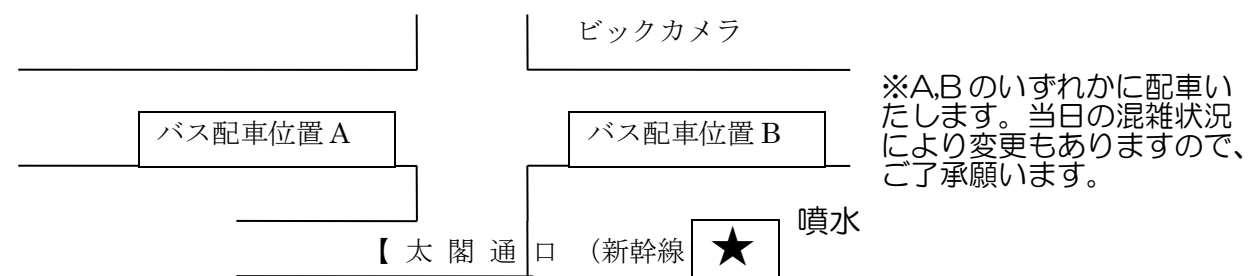 ビックカメラ
※A,Bのいずれかに配車い
たします。当日の混雑状況
により変更もありますので、
ご了承願います。
バス配車位置A
バス配車位置B
噴水
【太閤通口（新幹線
★